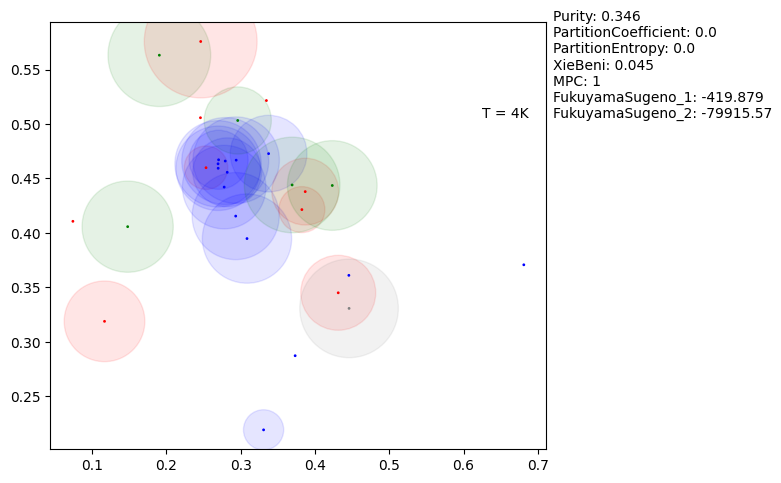 Purity: 0.346
PartitionCoefficient: 0.0
PartitionEntropy: 0.0
XieBeni: 0.045
MPC: 1
FukuyamaSugeno_1: -419.879
FukuyamaSugeno_2: -79915.57
T = 4K
0.55
0.50
0.45
0.40
0.35
0.30
0.25
0.1 0.2 0.3 0.4 0.5 0.6 0.7